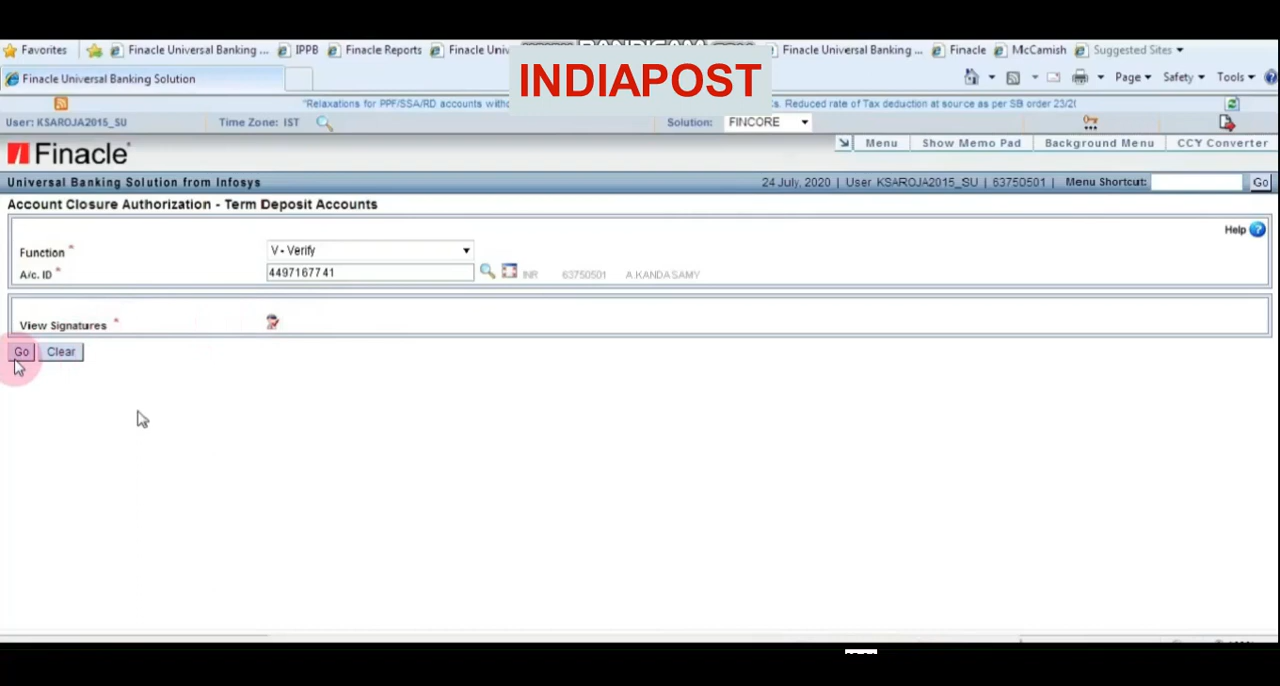 Favorites Finacle Universal Banking ... IPPB Finacle Reports Finacle Finacle Universal Banking ... Finacle McCamish Suggested Sites
INDIAPOST
Finacle Universal Banking Solution Page Safety Tools
"Relaxations for PPF/SSA/RD accounts Reduced rate of Tax deduction at source as per SB order 23/2
User: KSAROJA2015_SU Time Zone: IST Solution: FINCORE
Finacle Menu Show Memo Pad Background Menu CCY Converter
Universal Banking Solution from Infosys 24 July, 2020 | User KSAROJA2015_SU | 63750501 | Menu Shortcut: Go
Account Closure Authorization - Term Deposit Accounts
Help ?
Function * V - Verify
A/c. ID * 4497167741 INR 63750501 A.KANDASAMY
View Signatures *
Go Clear